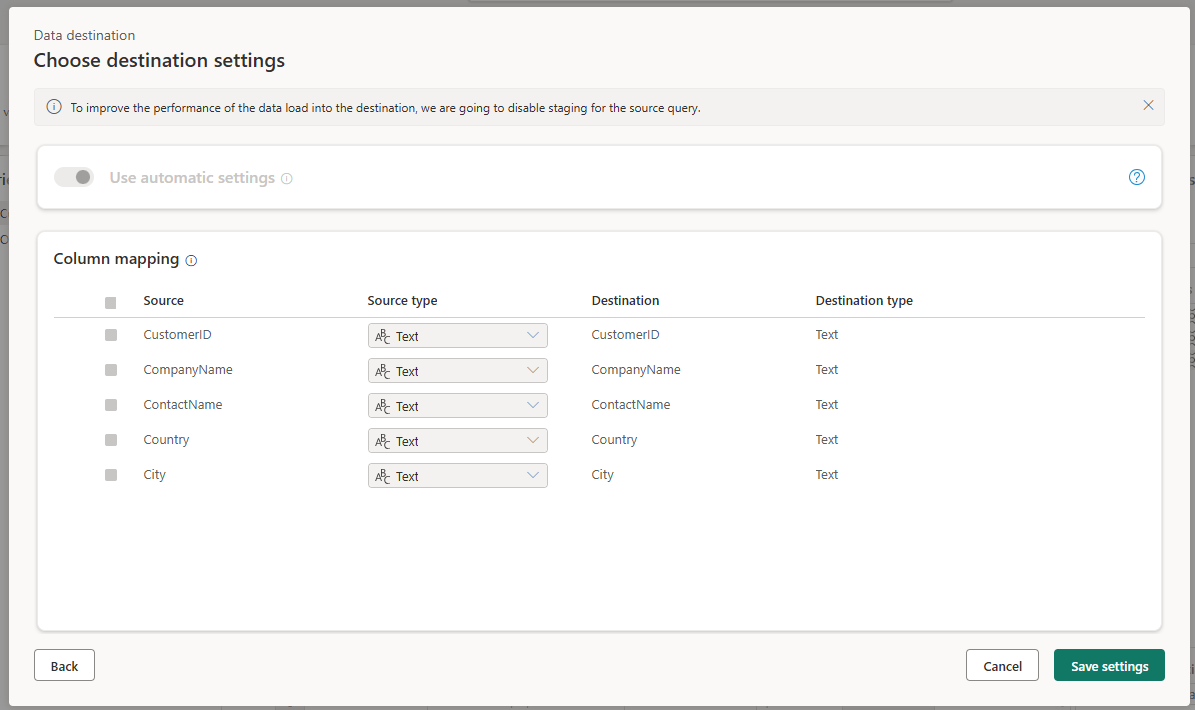 Data destination
Choose destination settings
To improve the performance of the data load into the destination, we are going to disable staging for the source query.
Use automatic settings
Column mapping
Source Source type Destination Destination type
CustomerID Text CustomerID Text
CompanyName Text CompanyName Text
ContactName Text ContactName Text
Country Text Country Text
City Text City Text
Back Cancel Save settings